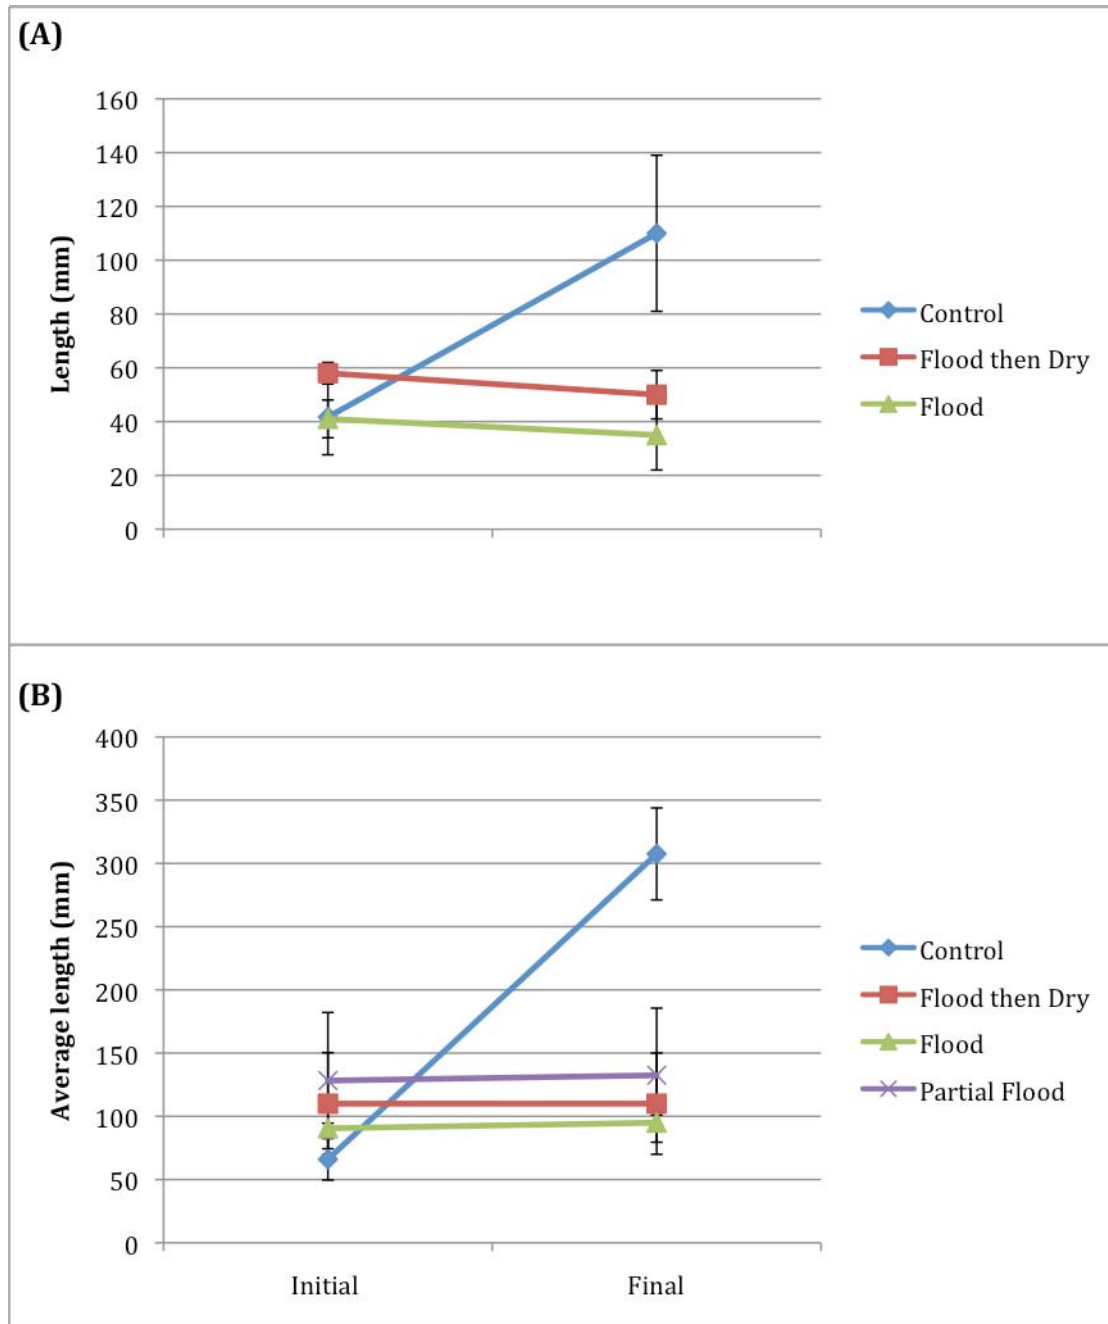 (A)
Length (mm)
160
140
120
100
80
60
40
20
0
Control
Flood then Dry
Flood
(B)
Average length (mm)
400
350
300
250
200
150
100
50
0
Initial
Final
Control
Flood then Dry
Flood
Partial Flood